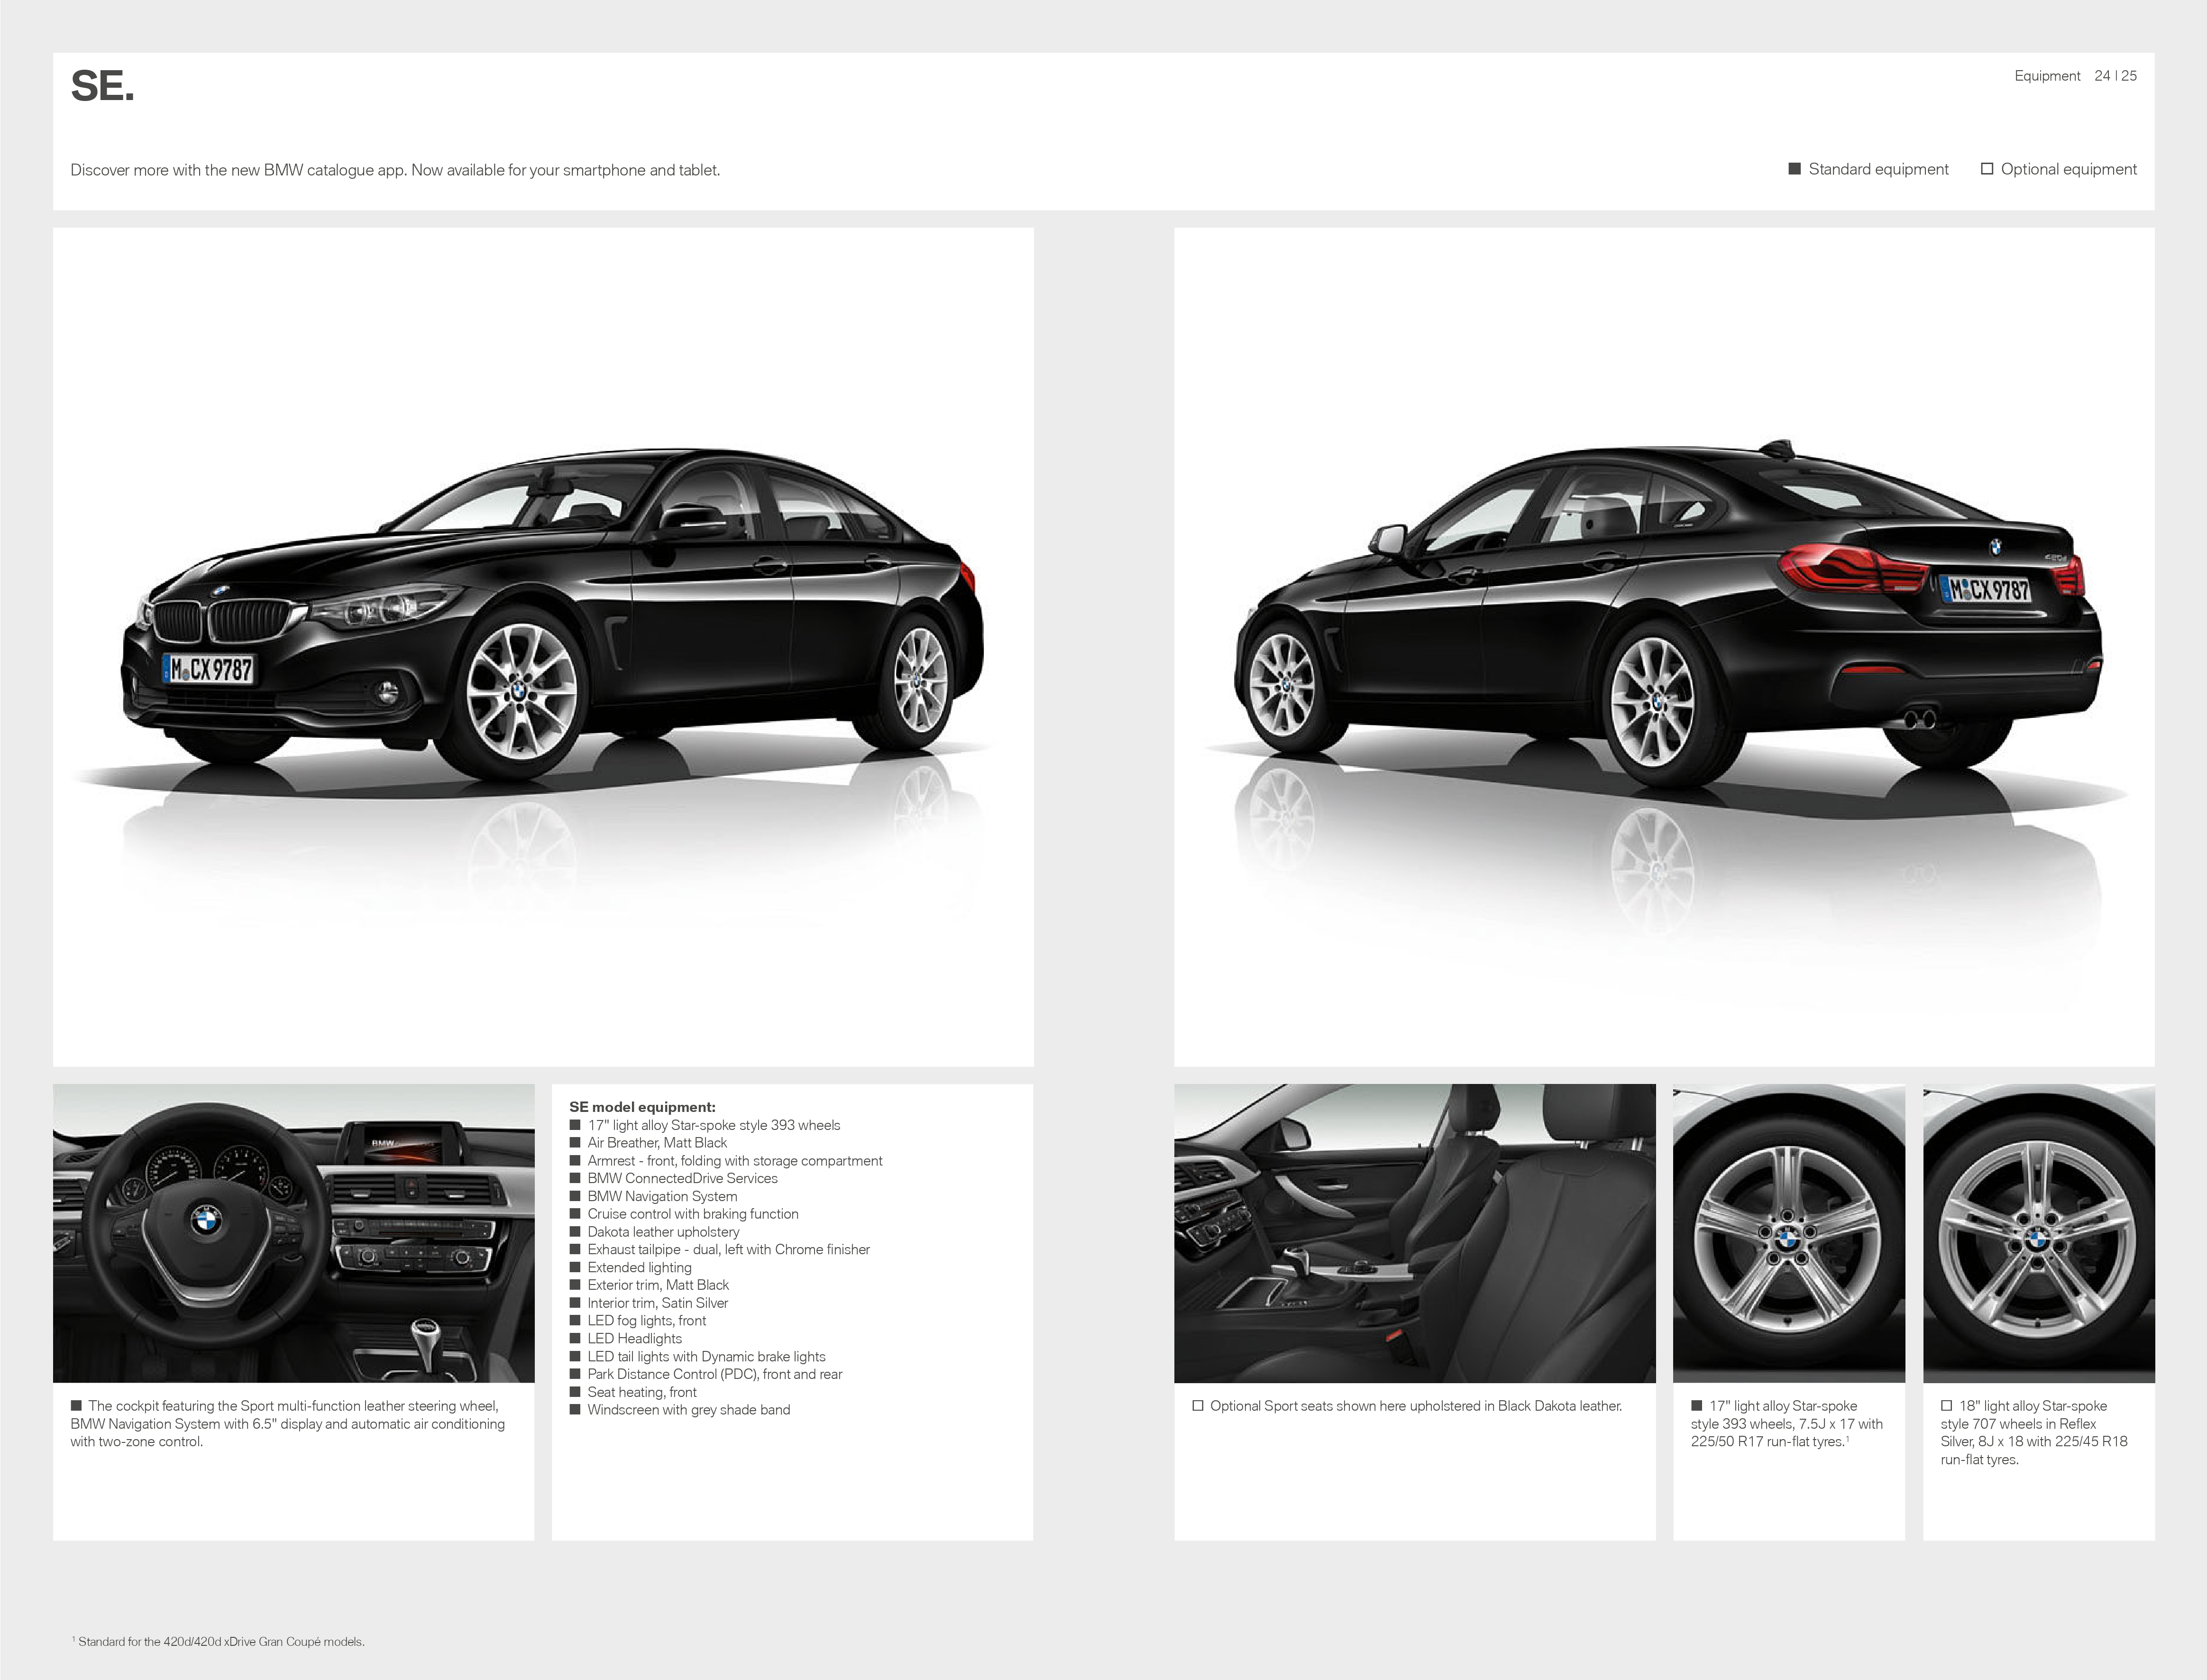 SE.
Equipment 24 | 25
Discover more with the new BMW catalogue app. Now available for your smartphone and tablet.
■ Standard equipment □ Optional equipment
M CX 9787
420d
M CX 9787
BMW
■ The cockpit featuring the Sport multi-function leather steering wheel,
BMW Navigation System with 6.5" display and automatic air conditioning
with two-zone control.
SE model equipment:
■ 17" light alloy Star-spoke style 393 wheels
■ Air Breather, Matt Black
■ Armrest - front, folding with storage compartment
■ BMW ConnectedDrive Services
■ BMW Navigation System
■ Cruise control with braking function
■ Dakota leather upholstery
■ Exhaust tailpipe - dual, left with Chrome finisher
■ Extended lighting
■ Exterior trim, Matt Black
■ Interior trim, Satin Silver
■ LED fog lights, front
■ LED Headlights
■ LED tail lights with Dynamic brake lights
■ Park Distance Control (PDC), front and rear
■ Seat heating, front
■ Windscreen with grey shade band
□ Optional Sport seats shown here upholstered in Black Dakota leather.
■ 17" light alloy Star-spoke
style 393 wheels, 7.5J x 17 with
225/50 R17 run-flat tyres.¹
□ 18" light alloy Star-spoke
style 707 wheels in Reflex
Silver, 8J x 18 with 225/45 R18
run-flat tyres.
¹ Standard for the 420d/420d xDrive Gran Coupé models.